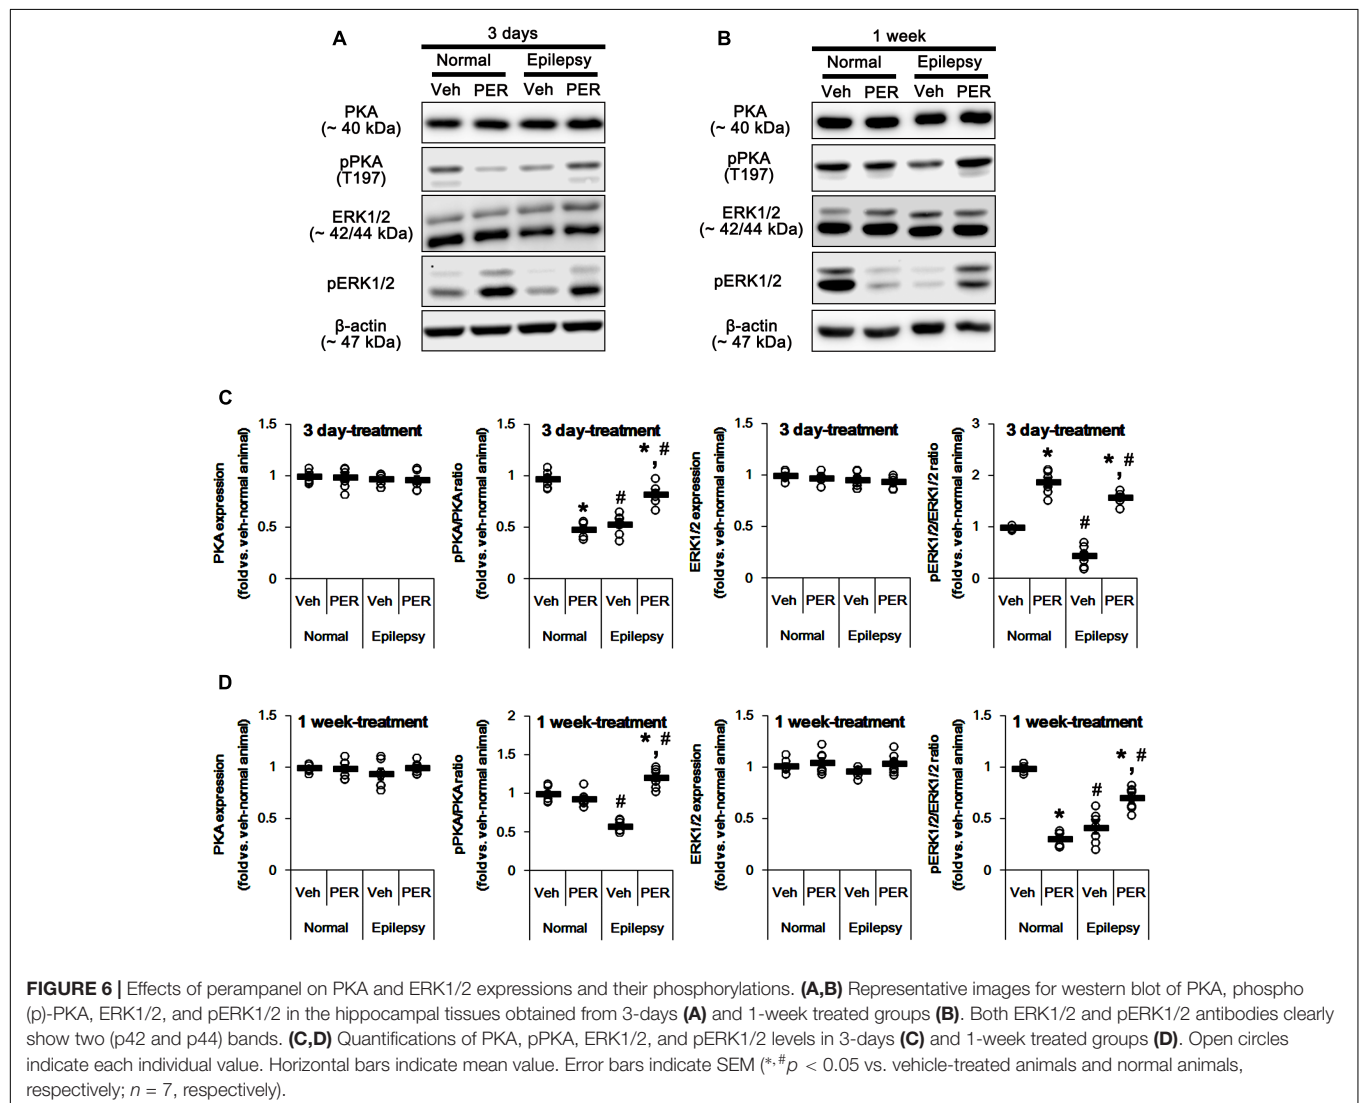 A
3 days
Normal Epilepsy
Veh PER Veh PER
PKA
(~ 40 kDa)
pPKA
(T197)
ERK1/2
(~ 42/44 kDa)
pERK1/2
β-actin
(~ 47 kDa)
B
1 week
Normal Epilepsy
Veh PER Veh PER
PKA
(~ 40 kDa)
pPKA
(T197)
ERK1/2
(~ 42/44 kDa)
pERK1/2
β-actin
(~ 47 kDa)
C
PKA expression
(fold vs. veh-normal animal)
3 day-treatment
1.5
1
0.5
0
Veh PER Veh PER
Normal Epilepsy
pPKA/PKA ratio
(fold vs. veh-normal animal)
3 day-treatment
1.5
1
0.5
0
* # *, #
Veh PER Veh PER
Normal Epilepsy
ERK1/2 expression
(fold vs. veh-normal animal)
3 day-treatment
1.5
1
0.5
0
Veh PER Veh PER
Normal Epilepsy
pERK1/2/ERK1/2 ratio
(fold vs. veh-normal animal)
3 day-treatment
3
2
1
0
* # *, #
Veh PER Veh PER
Normal Epilepsy
D
PKA expression
(fold vs. veh-normal animal)
1 week-treatment
1.5
1
0.5
0
Veh PER Veh PER
Normal Epilepsy
pPKA/PKA ratio
(fold vs. veh-normal animal)
1 week-treatment
2
1.5
1
0.5
0
# *, #
Veh PER Veh PER
Normal Epilepsy
ERK1/2 expression
(fold vs. veh-normal animal)
1 week-treatment
1.5
1
0.5
0
Veh PER Veh PER
Normal Epilepsy
pERK1/2/ERK1/2 ratio
(fold vs. veh-normal animal)
1 week-treatment
1.5
1
0.5
0
* # *, #
Veh PER Veh PER
Normal Epilepsy
FIGURE 6 | Effects of perampanel on PKA and ERK1/2 expressions and their phosphorylations. (A,B) Representative images for western blot of PKA, phospho
(p)-PKA, ERK1/2, and pERK1/2 in the hippocampal tissues obtained from 3-days (A) and 1-week treated groups (B). Both ERK1/2 and pERK1/2 antibodies clearly
show two (p42 and p44) bands. (C,D) Quantifications of PKA, pPKA, ERK1/2, and pERK1/2 levels in 3-days (C) and 1-week treated groups (D). Open circles
indicate each individual value. Horizontal bars indicate mean value. Error bars indicate SEM (*,#p < 0.05 vs. vehicle-treated animals and normal animals,
respectively; n = 7, respectively).